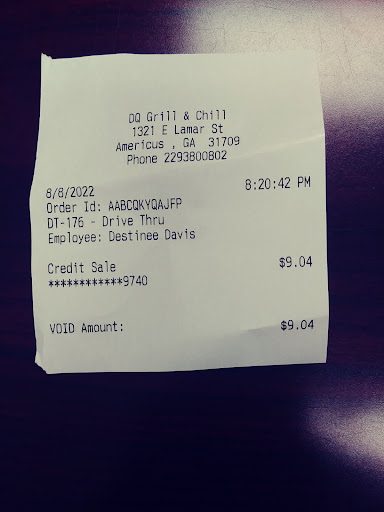 DQ Grill & Chill
1321 E Lamar St
Americus , GA 31709
Phone 2293800802
8/8/2022 8:20:42 PM
Order Id: AABCQKYQAJFP
DT-176 - Drive Thru
Employee: Destinee Davis
Credit Sale $9.04
************9740
VOID Amount: $9.04